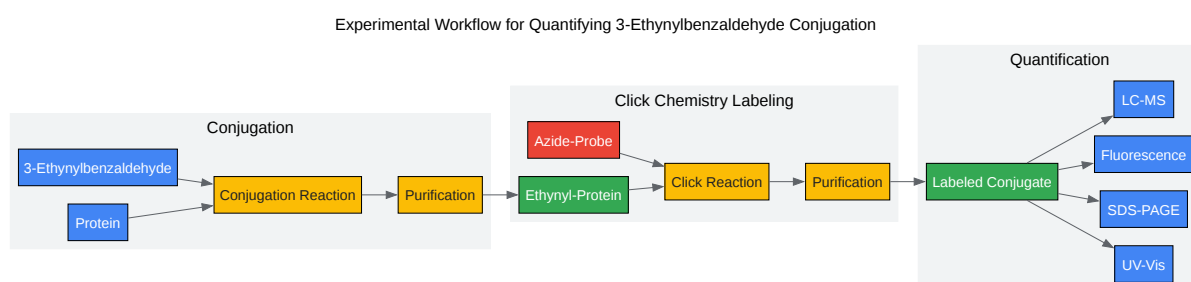 Experimental Workflow for Quantifying 3-Ethynylbenzaldehyde Conjugation
Conjugation
3-Ethynylbenzaldehyde
Protein
Conjugation Reaction
Purification
Click Chemistry Labeling
Azide-Probe
Ethynyl-Protein
Click Reaction
Purification
Quantification
Labeled Conjugate
LC-MS
Fluorescence
SDS-PAGE
UV-Vis